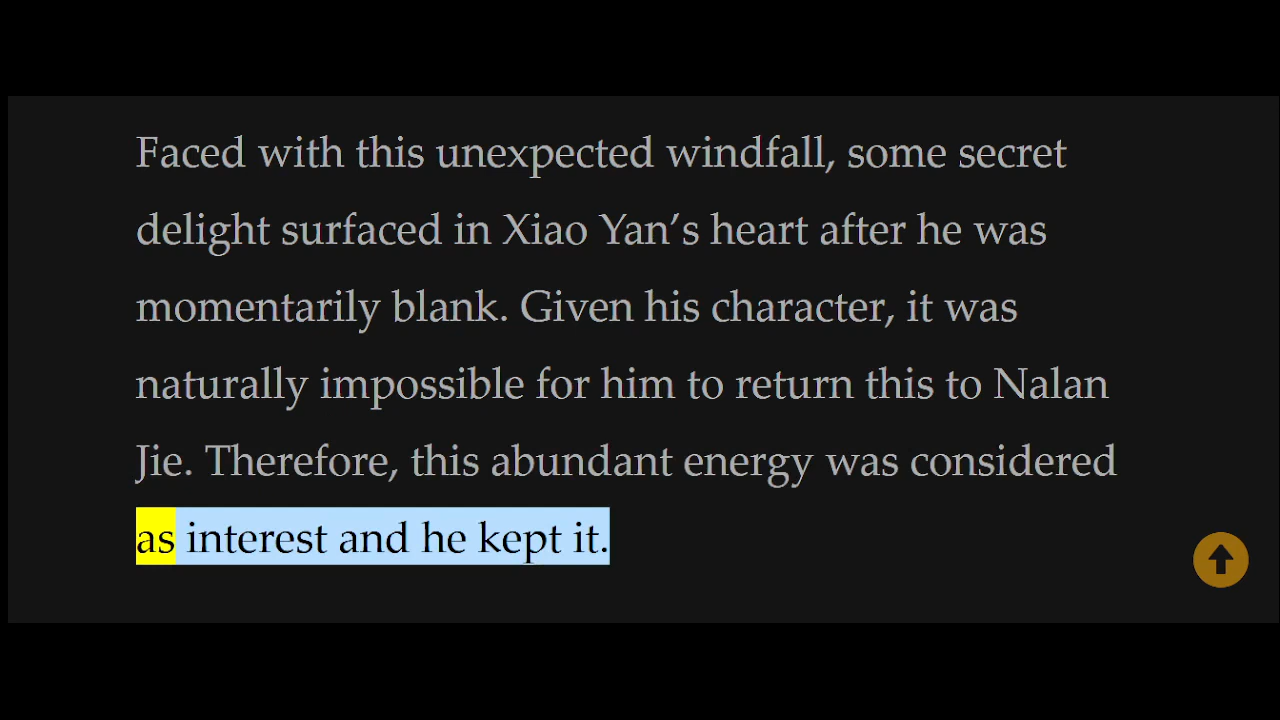 Faced with this unexpected windfall, some secret
delight surfaced in Xiao Yan’s heart after he was
momentarily blank. Given his character, it was
naturally impossible for him to return this to Nalan
Jie. Therefore, this abundant energy was considered
as interest and he kept it.